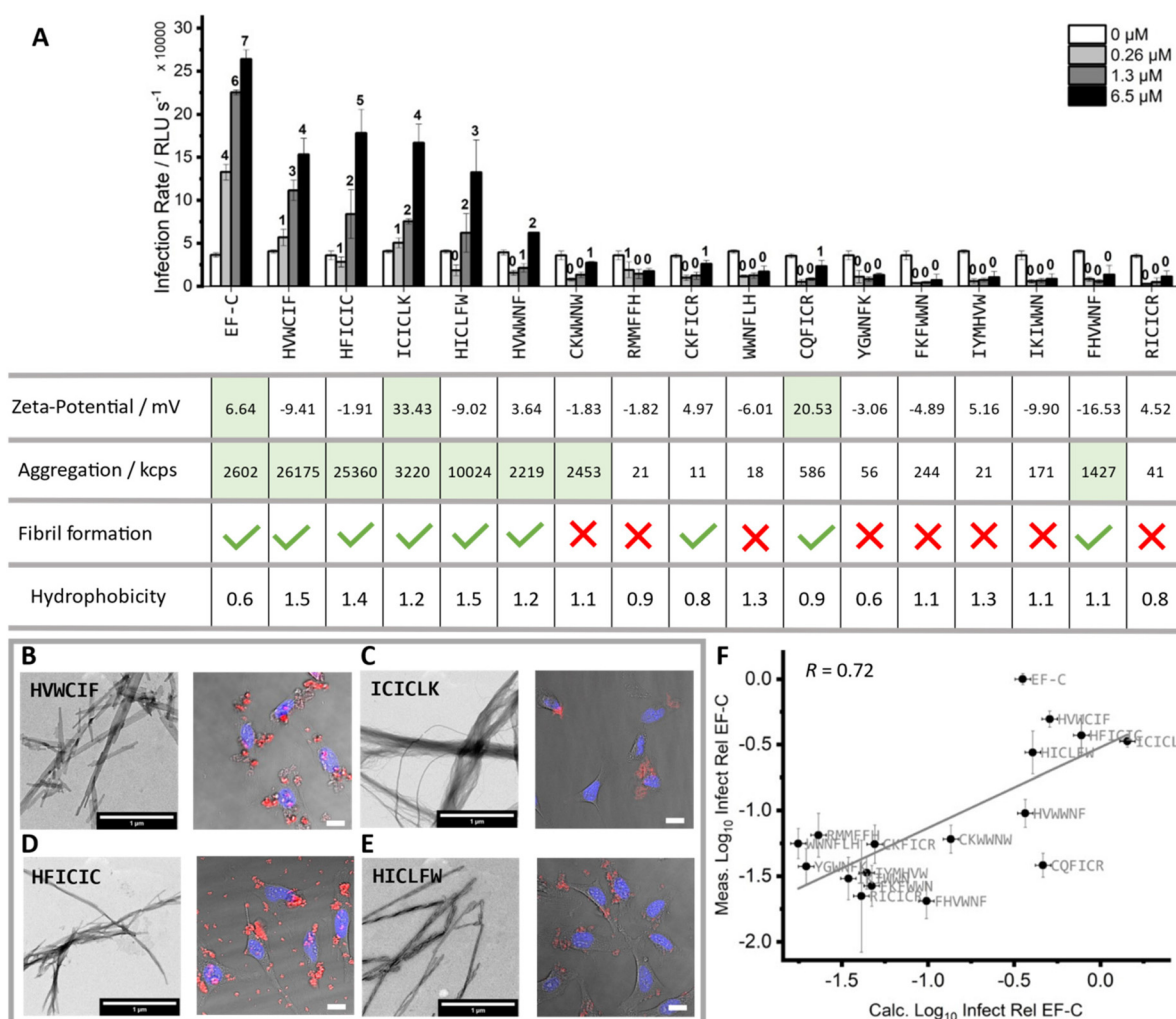 A
x 10000
Infection Rate / RLU s⁻¹
30
25
20
15
10
5
0
0 µM
0.26 µM
1.3 µM
6.5 µM
4 6 7
1 3 4
1 2 5
1 2 4
0 2 3
0 1 2
0 0 1
1 0 0
0 0 1
0 0 0
0 0 1
0 0 0
0 0 0
0 0 0
0 0 0
0 0 0
0 0 0
EF-C HVWCIF HFICIC ICICLK HICLFW HVWWNF CKWWNW RMMFFH CKFICR WWNFLH CQFICR YGWNFK FKFWWN IYMHVW IKIWWN FHVWNF RICICR
Zeta-Potential / mV 6.64 -9.41 -1.91 33.43 -9.02 3.64 -1.83 -1.82 4.97 -6.01 20.53 -3.06 -4.89 5.16 -9.90 -16.53 4.52
Aggregation / kcps 2602 26175 25360 3220 10024 2219 2453 21 11 18 586 56 244 21 171 1427 41
Fibril formation
Hydrophobicity 0.6 1.5 1.4 1.2 1.5 1.2 1.1 0.9 0.8 1.3 0.9 0.6 1.1 1.3 1.1 1.1 0.8
B
HVWCIF
1 µm
C
ICICLK
1 µm
D
HFICIC
1 µm
E
HICLFW
1 µm
F
R = 0.72
Meas. Log₁₀ Infect Rel EF-C
0.0
-0.5
-1.0
-1.5
-2.0
EF-C
HVWCIF
HFICIC
ICICL
HICLFW
HVWWNF
RMMFFH
WWNFLH
CKFICR
CKWWNW
YGWNFK
IYMHVW
CQFICR
FKFWWN
RICICR
FHVWNF
-1.5 -1.0 -0.5 0.0
Calc. Log₁₀ Infect Rel EF-C